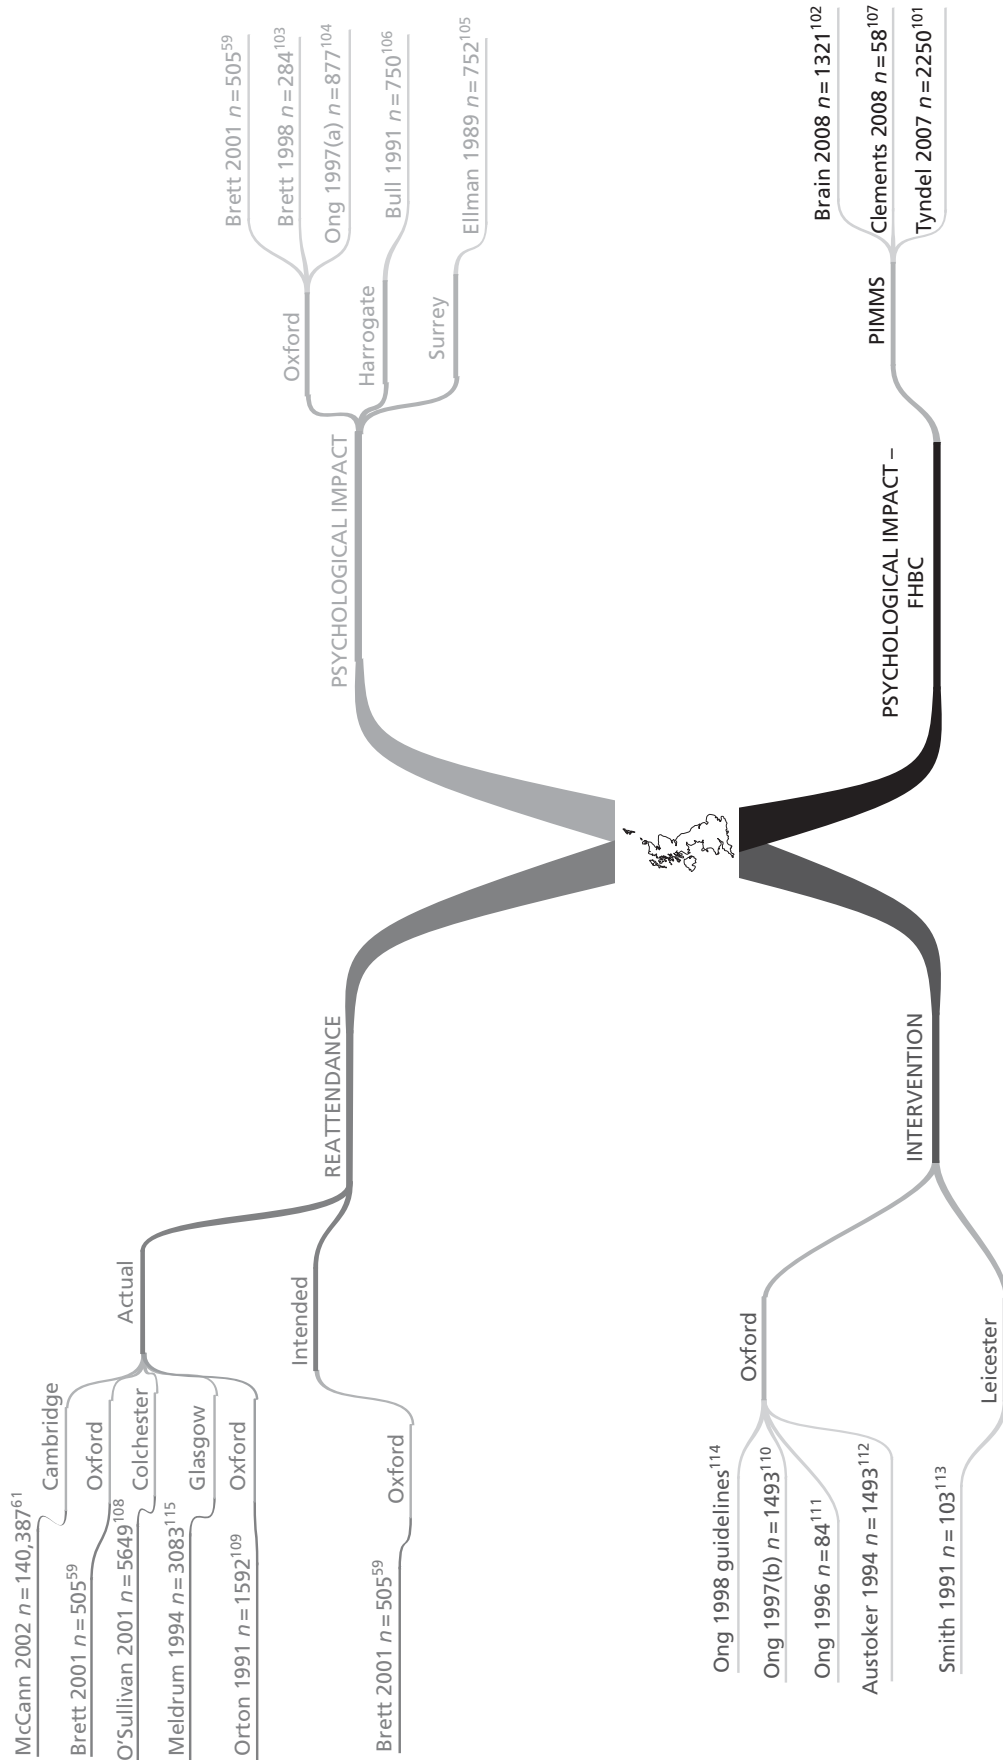 McCann 2002 n=140,387⁶¹
Cambridge
Brett 2001 n=505⁵⁹
Oxford
O'Sullivan 2001 n=5649¹⁰⁸
Colchester
Meldrum 1994 n=3083¹¹⁵
Glasgow
Orton 1991 n=1592¹⁰⁹
Oxford
Actual
Brett 2001 n=505⁵⁹
Oxford
Intended
REATTENDANCE
PSYCHOLOGICAL IMPACT
Oxford
Brett 2001 n=505⁵⁹
Brett 1998 n=284¹⁰³
Ong 1997(a) n=877¹⁰⁴
Harrogate
Bull 1991 n=750¹⁰⁶
Surrey
Ellman 1989 n=752¹⁰⁵
Ong 1998 guidelines¹¹⁴
Ong 1997(b) n=1493¹¹⁰
Ong 1996 n=84¹¹¹
Austoker 1994 n=1493¹¹²
Oxford
Smith 1991 n=103¹¹³
Leicester
INTERVENTION
PSYCHOLOGICAL IMPACT –
FHBC
PIMMS
Brain 2008 n=1321¹⁰²
Clements 2008 n=58¹⁰⁷
Tyndel 2007 n=2250¹⁰¹